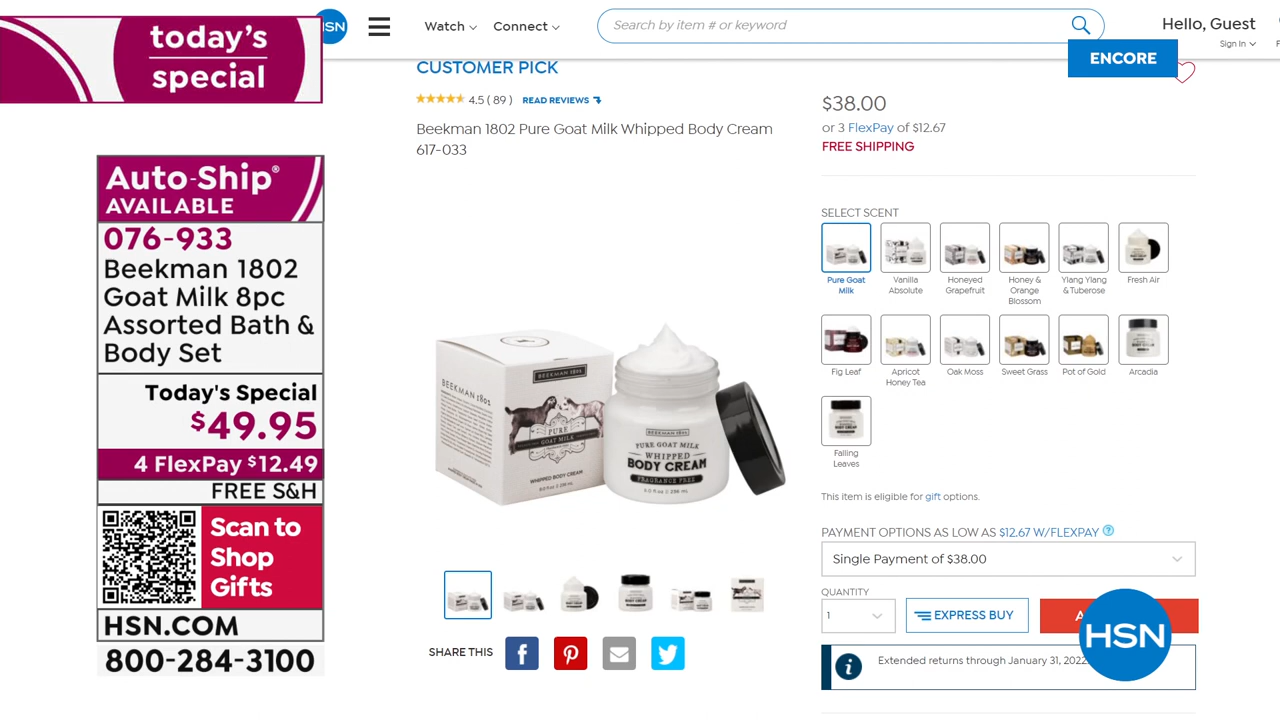 today's
special
HSN
Watch
Connect
Search by item # or keyword
Hello, Guest
Sign In
ENCORE
CUSTOMER PICK
4.5 ( 89 ) READ REVIEWS
Beekman 1802 Pure Goat Milk Whipped Body Cream
617-033
$38.00
or 3 FlexPay of $12.67
FREE SHIPPING
Auto-Ship®
AVAILABLE
076-933
Beekman 1802
Goat Milk 8pc
Assorted Bath &
Body Set
Today's Special
$49.95
4 FlexPay $12.49
FREE S&H
Scan to
Shop
Gifts
HSN.COM
800-284-3100
BEEKMAN 1802
BEEKMAN 1802
PURE
GOAT MILK
WHIPPED BODY CREAM
BEEKMAN 1802
PURE GOAT MILK
WHIPPED
BODY CREAM
FRAGRANCE FREE
SHARE THIS
SELECT SCENT
Pure Goat
Milk
Vanilla
Absolute
Honeyed
Grapefruit
Honey &
Orange
Blossom
Ylang Ylang
& Tuberose
Fresh Air
Fig Leaf
Apricot
Honey Tea
Oak Moss
Sweet Grass
Pot of Gold
Arcadia
Falling
Leaves
This item is eligible for gift options.
PAYMENT OPTIONS AS LOW AS $12.67 W/FLEXPAY ?
Single Payment of $38.00
QUANTITY
1
EXPRESS BUY
HSN
Extended returns through January 31, 2022